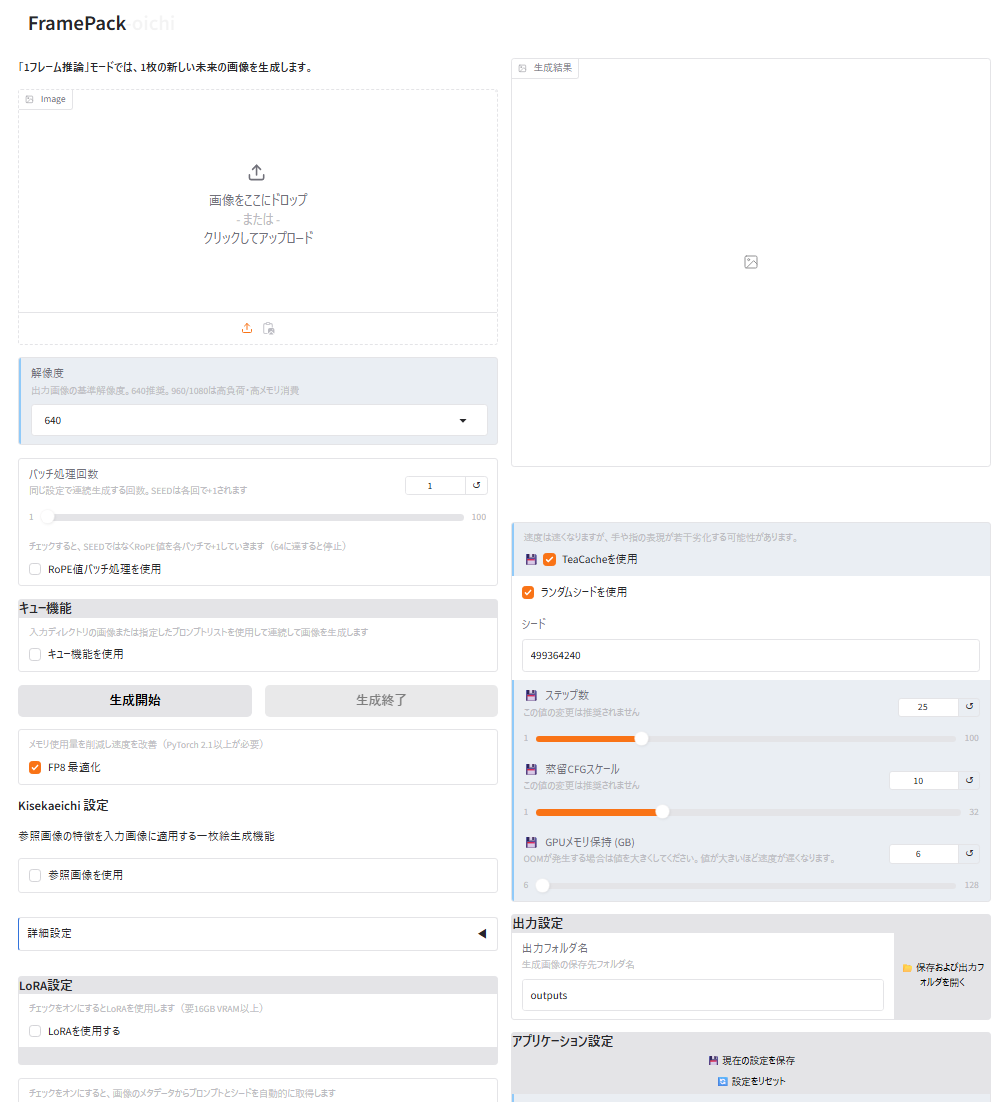 FramePack-oichi
「1フレーム推論」モードでは、1枚の新しい未来の画像を生成します。
Image
画像をここにドロップ
- または -
クリックしてアップロード
解像度
出力画像の基準解像度。640推奨。960/1080は高負荷・高メモリ消費
640
バッチ処理回数
同じ設定で連続生成する回数。SEEDは各回で+1されます
1
1
100
チェックすると、SEEDではなくRoPE値を各バッチで+1していきます（64に達すると停止）
RoPE値バッチ処理を使用
キュー機能
入力ディレクトリの画像または指定したプロンプトリストを使用して連続して画像を生成します
キュー機能を使用
生成開始
生成終了
メモリ使用量を削減し速度を改善（PyTorch 2.1以上が必要）
FP8 最適化
Kisekaeichi 設定
参照画像の特徴を入力画像に適用する一枚絵生成機能
参照画像を使用
詳細設定
LoRA設定
チェックをオンにするとLoRAを使用します（要16GB VRAM以上）
LoRAを使用する
チェックをオンにすると、画像のメタデータからプロンプトとシードを自動的に取得します
生成結果
速度は速くなりますが、手や指の表現が若干劣化する可能性があります。
TeaCacheを使用
ランダムシードを使用
シード
499364240
ステップ数
この値の変更は推奨されません
25
1
100
蒸留CFGスケール
この値の変更は推奨されません
10
1
32
GPUメモリ保持 (GB)
OOMが発生する場合は値を大きくしてください。値が大きいほど速度が遅くなります。
6
6
128
出力設定
出力フォルダ名
生成画像の保存先フォルダ名
outputs
保存および出力フ
ォルダを開く
アプリケーション設定
現在の設定を保存
設定をリセット